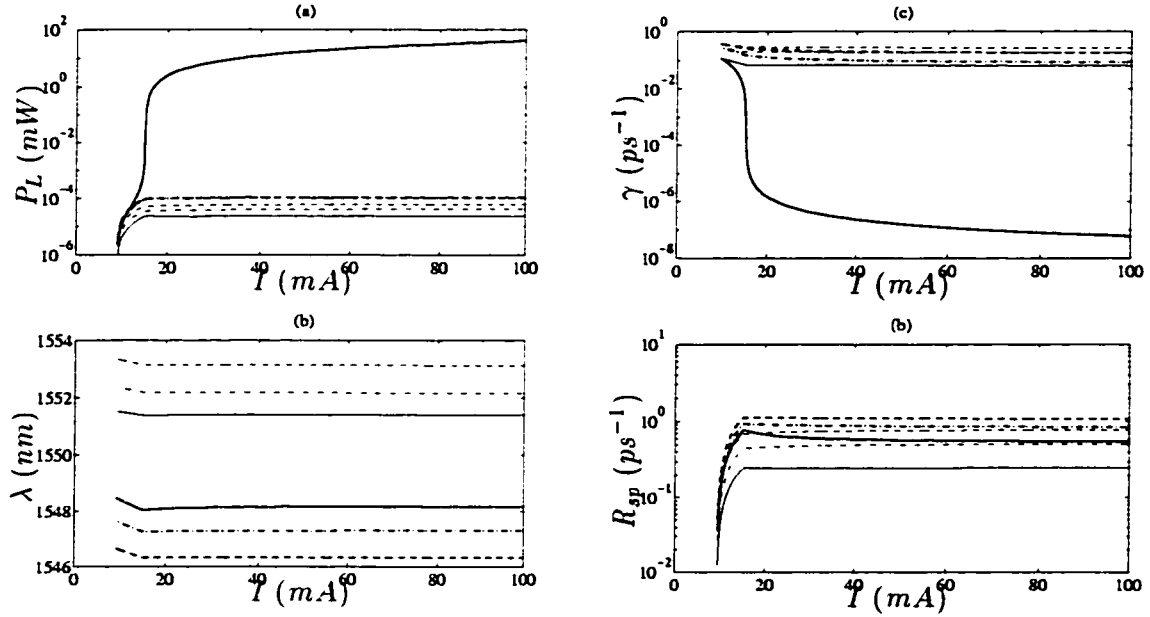 (a)
P_L (mW)
10^2
10^0
10^-2
10^-4
10^-6
0 20 40 60 80 100
I (mA)
(b)
λ (nm)
1554
1552
1550
1548
1546
0 20 40 60 80 100
I (mA)
(c)
γ (ps^-1)
10^0
10^-2
10^-4
10^-6
10^-8
0 20 40 60 80 100
I (mA)
(b)
R_sp (ps^-1)
10^1
10^0
10^-1
10^-2
0 20 40 60 80 100
I (mA)